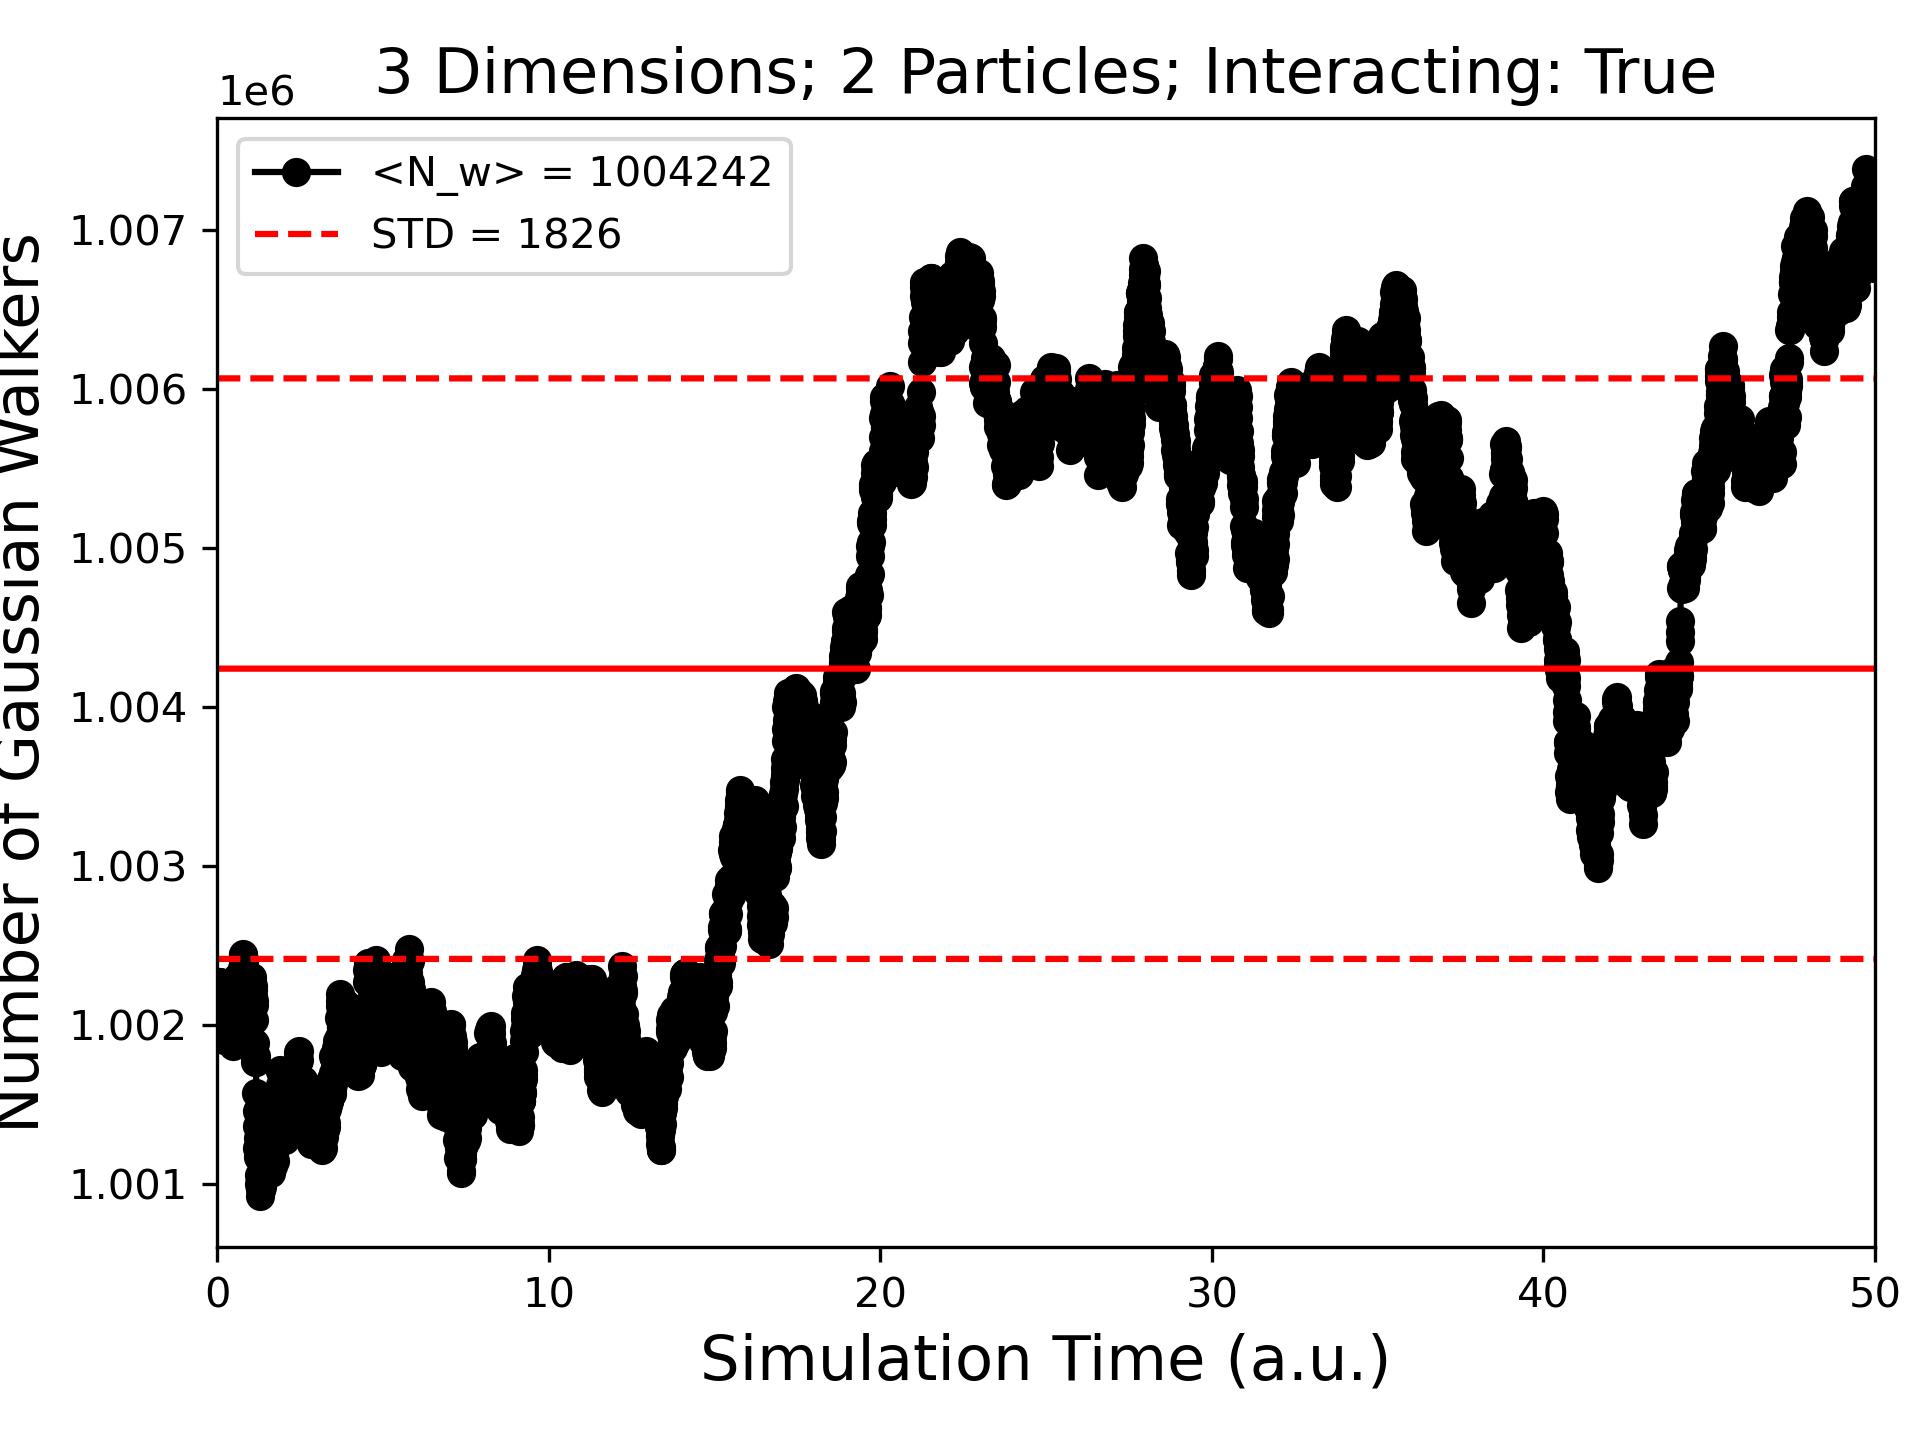 3 Dimensions; 2 Particles; Interacting: True
1e6
<N_w> = 1004242
STD = 1826
Number of Gaussian Walkers
1.007
1.006
1.005
1.004
1.003
1.002
1.001
0 10 20 30 40 50
Simulation Time (a.u.)